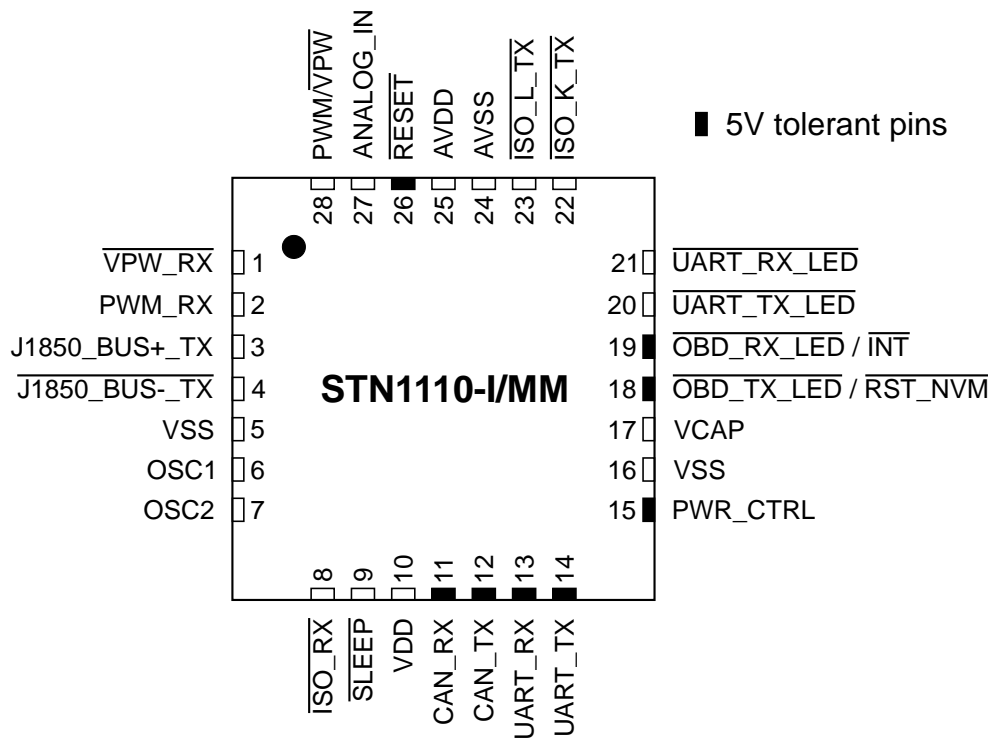 PWM/VPW
ANALOG_IN
RESET
AVDD
AVSS
ISO_L_TX
ISO_K_TX
5V tolerant pins
28
27
26
25
24
23
22
VPW_RX 1
PWM_RX 2
J1850_BUS+_TX 3
J1850_BUS-_TX 4
VSS 5
OSC1 6
OSC2 7
STN1110-I/MM
21 UART_RX_LED
20 UART_TX_LED
19 OBD_RX_LED / INT
18 OBD_TX_LED / RST_NVM
17 VCAP
16 VSS
15 PWR_CTRL
8
9
10
11
12
13
14
ISO_RX
SLEEP
VDD
CAN_RX
CAN_TX
UART_RX
UART_TX